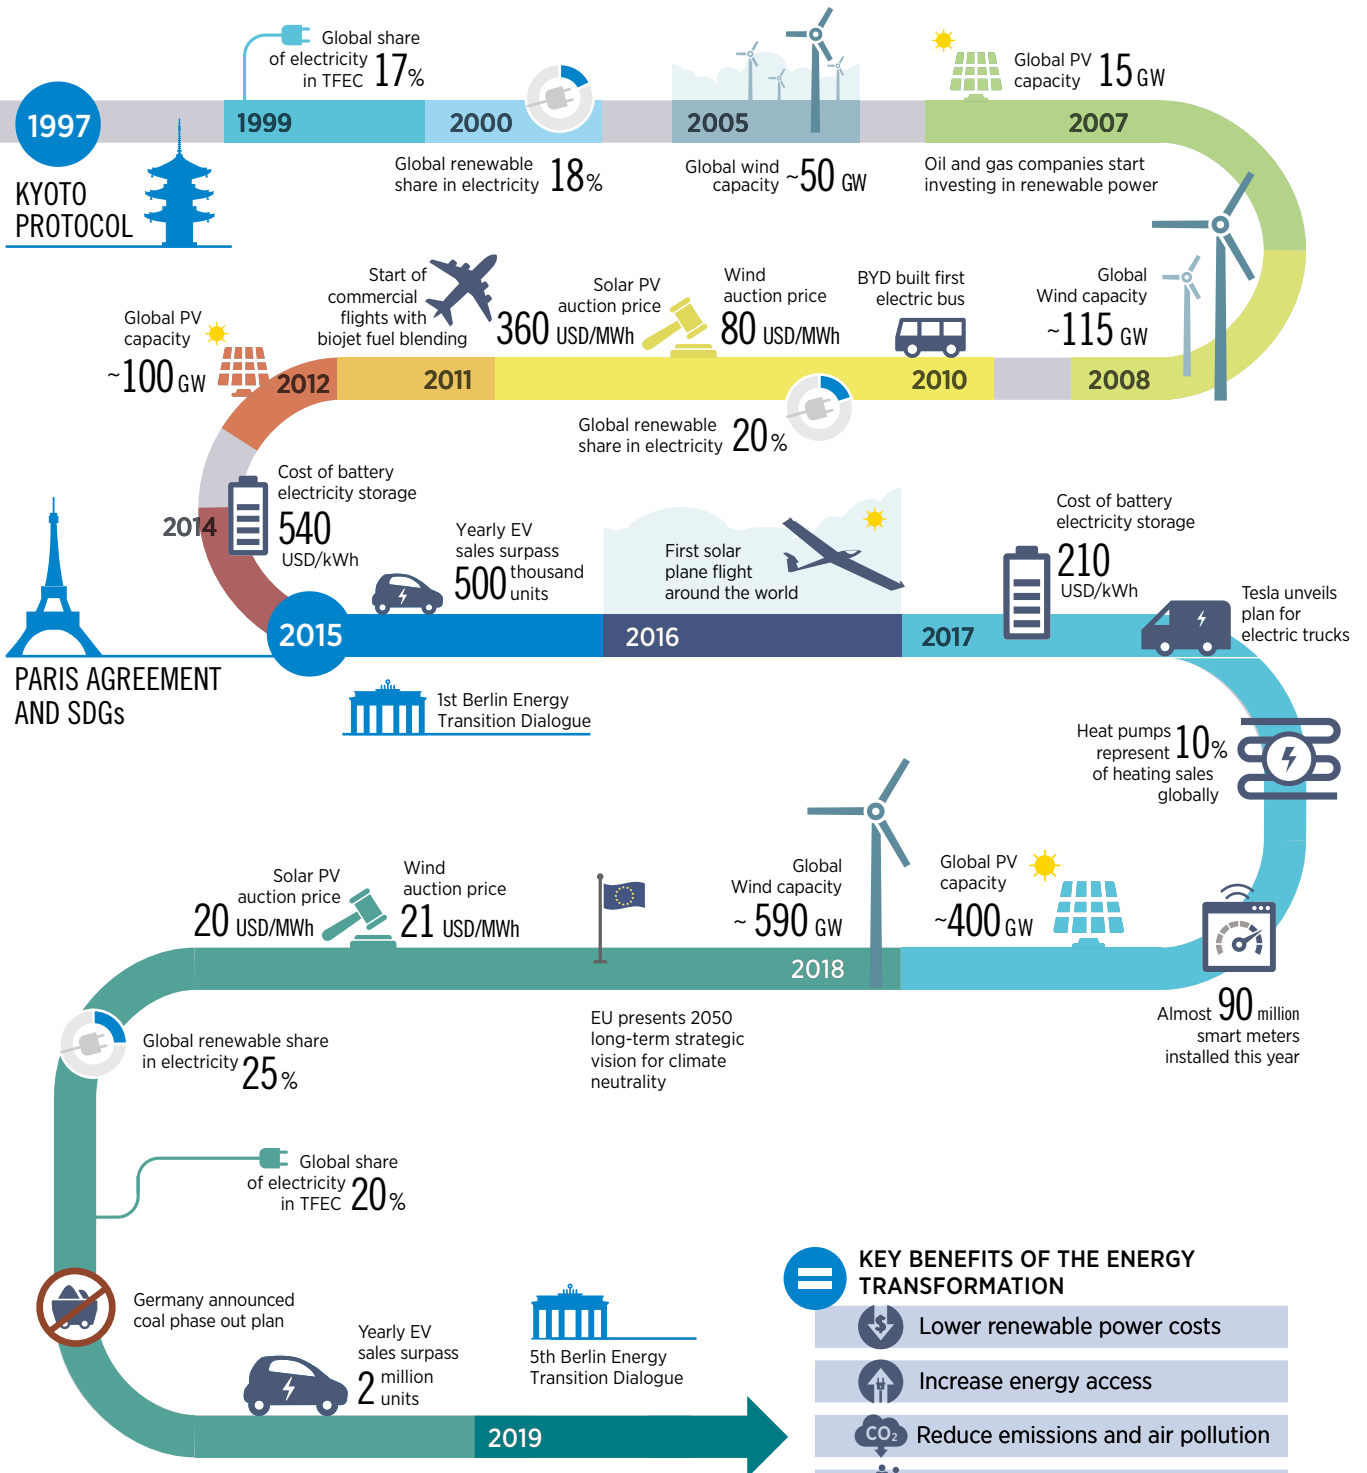 Global share
of electricity
in TFEC 17%
1997
1999
2000
2005
2007
KYOTO
PROTOCOL
Global renewable
share in electricity 18%
Global wind
capacity ~50 GW
Global PV
capacity 15 GW
Oil and gas companies start
investing in renewable power
Global
Wind capacity
~115 GW
2008
BYD built first
electric bus
2010
Wind
auction price
80 USD/MWh
Solar PV
auction price
360 USD/MWh
Global renewable
share in electricity 20%
Start of
commercial
flights with
biojet fuel blending
2011
2012
Global PV
capacity
~100 GW
2014
Cost of battery
electricity storage
540
USD/kWh
2015
PARIS AGREEMENT
AND SDGs
Yearly EV
sales surpass
500 thousand
units
1st Berlin Energy
Transition Dialogue
2016
First solar
plane flight
around the world
2017
Cost of battery
electricity storage
210
USD/kWh
Tesla unveils
plan for
electric trucks
Heat pumps
represent 10%
of heating sales
globally
Almost 90 million
smart meters
installed this year
Global PV
capacity
~400 GW
2018
Global
Wind capacity
~ 590 GW
EU presents 2050
long-term strategic
vision for climate
neutrality
Wind
auction price
21 USD/MWh
Solar PV
auction price
20 USD/MWh
Global renewable share
in electricity 25%
Global share
of electricity
in TFEC 20%
Germany announced
coal phase out plan
Yearly EV
sales surpass
2 million
units
5th Berlin Energy
Transition Dialogue
2019
KEY BENEFITS OF THE ENERGY
TRANSFORMATION
$
Lower renewable power costs
Increase energy access
CO₂
Reduce emissions and air pollution